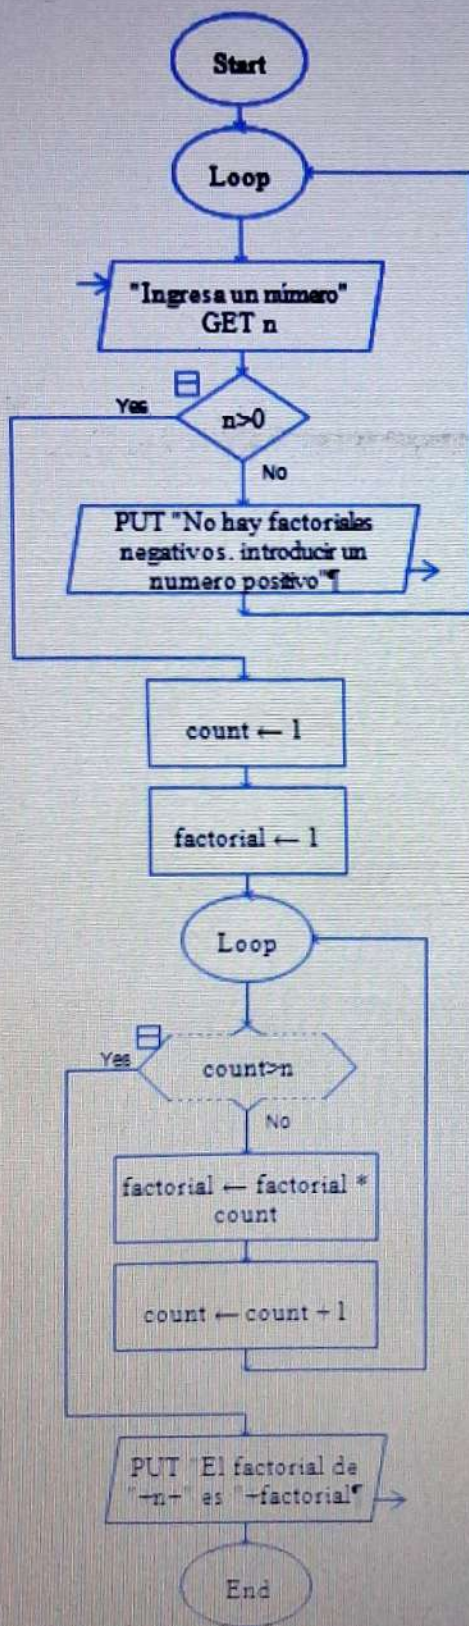 Start
Loop
"Ingresa un número"
GET n
Yes
n>0
No
PUT "No hay factoriales
negativos. introducir un
numero positivo"¶
count ← 1
factorial ← 1
Loop
Yes
count>n
No
factorial ← factorial *
count
count ← count + 1
PUT "El factorial de
"+n+" es "+factorial¶
End